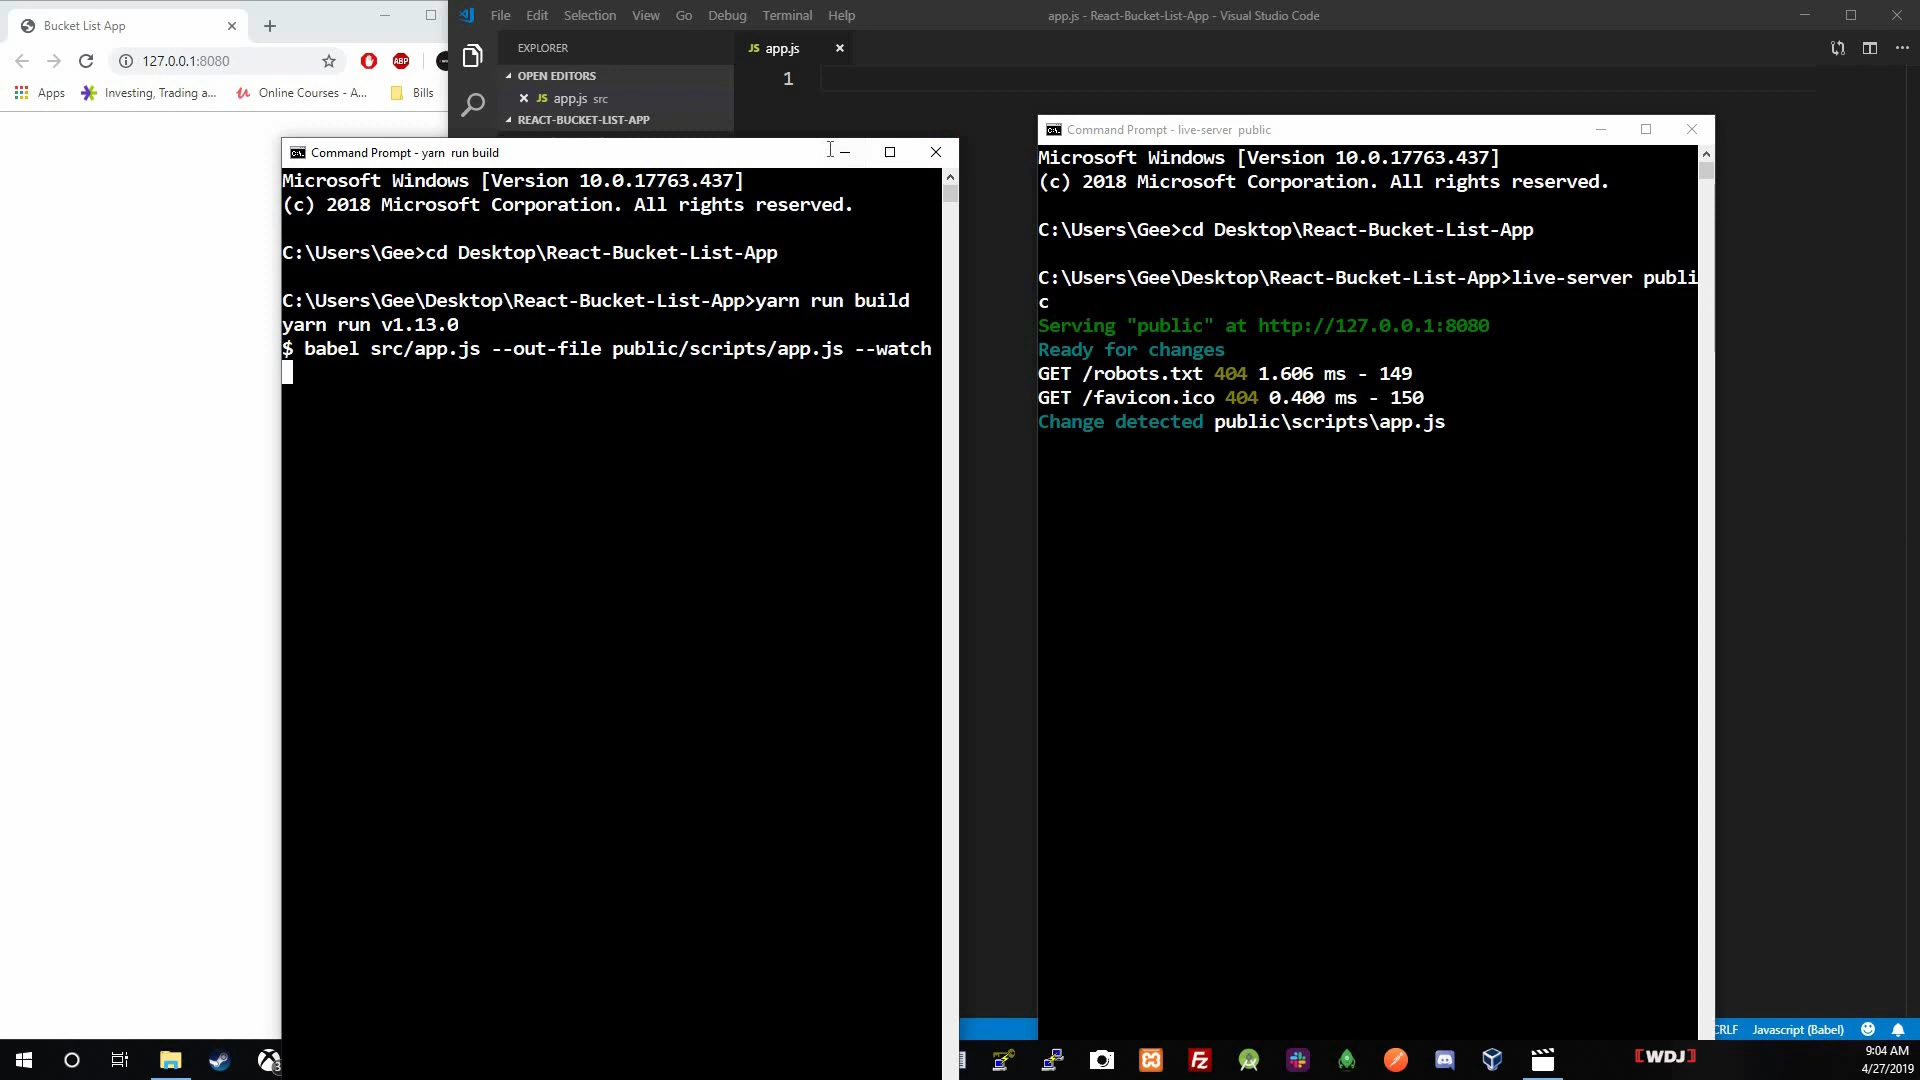 Bucket List App
127.0.0.1:8080
ABP
Apps
Investing, Trading a...
Online Courses - A...
Bills
File Edit Selection View Go Debug Terminal Help
app.js - React-Bucket-List-App - Visual Studio Code
EXPLORER
OPEN EDITORS
JS app.js src
REACT-BUCKET-LIST-APP
JS app.js
1
Command Prompt - yarn run build
Microsoft Windows [Version 10.0.17763.437]
(c) 2018 Microsoft Corporation. All rights reserved.
C:\Users\Gee>cd Desktop\React-Bucket-List-App
C:\Users\Gee\Desktop\React-Bucket-List-App>yarn run build
yarn run v1.13.0
$ babel src/app.js --out-file public/scripts/app.js --watch
Command Prompt - live-server public
Microsoft Windows [Version 10.0.17763.437]
(c) 2018 Microsoft Corporation. All rights reserved.
C:\Users\Gee>cd Desktop\React-Bucket-List-App
C:\Users\Gee\Desktop\React-Bucket-List-App>live-server publi
c
Serving "public" at http://127.0.0.1:8080
Ready for changes
GET /robots.txt 404 1.606 ms - 149
GET /favicon.ico 404 0.400 ms - 150
Change detected public\scripts\app.js
CRLF
Javascript (Babel)
3
Fz
[WDJ]
9:04 AM
4/27/2019